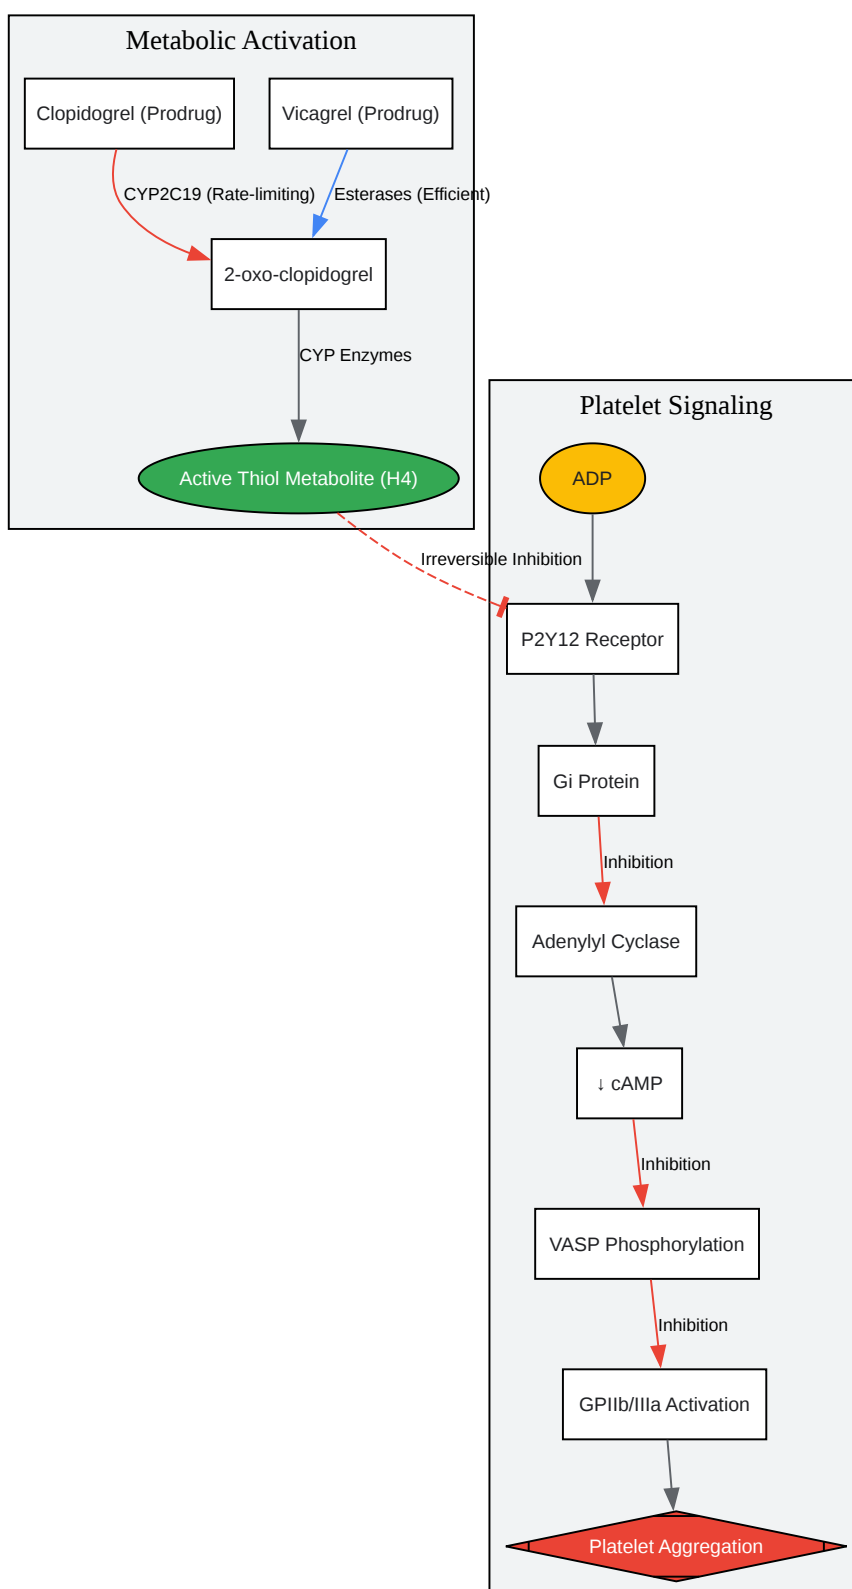 Metabolic Activation
Clopidogrel (Prodrug)
Vicagrel (Prodrug)
CYP2C19 (Rate-limiting)
Esterases (Efficient)
2-oxo-clopidogrel
CYP Enzymes
Active Thiol Metabolite (H4)
Irreversible Inhibition
Platelet Signaling
ADP
P2Y12 Receptor
Gi Protein
Inhibition
Adenylyl Cyclase
↓ cAMP
Inhibition
VASP Phosphorylation
Inhibition
GPIIb/IIIa Activation
Platelet Aggregation